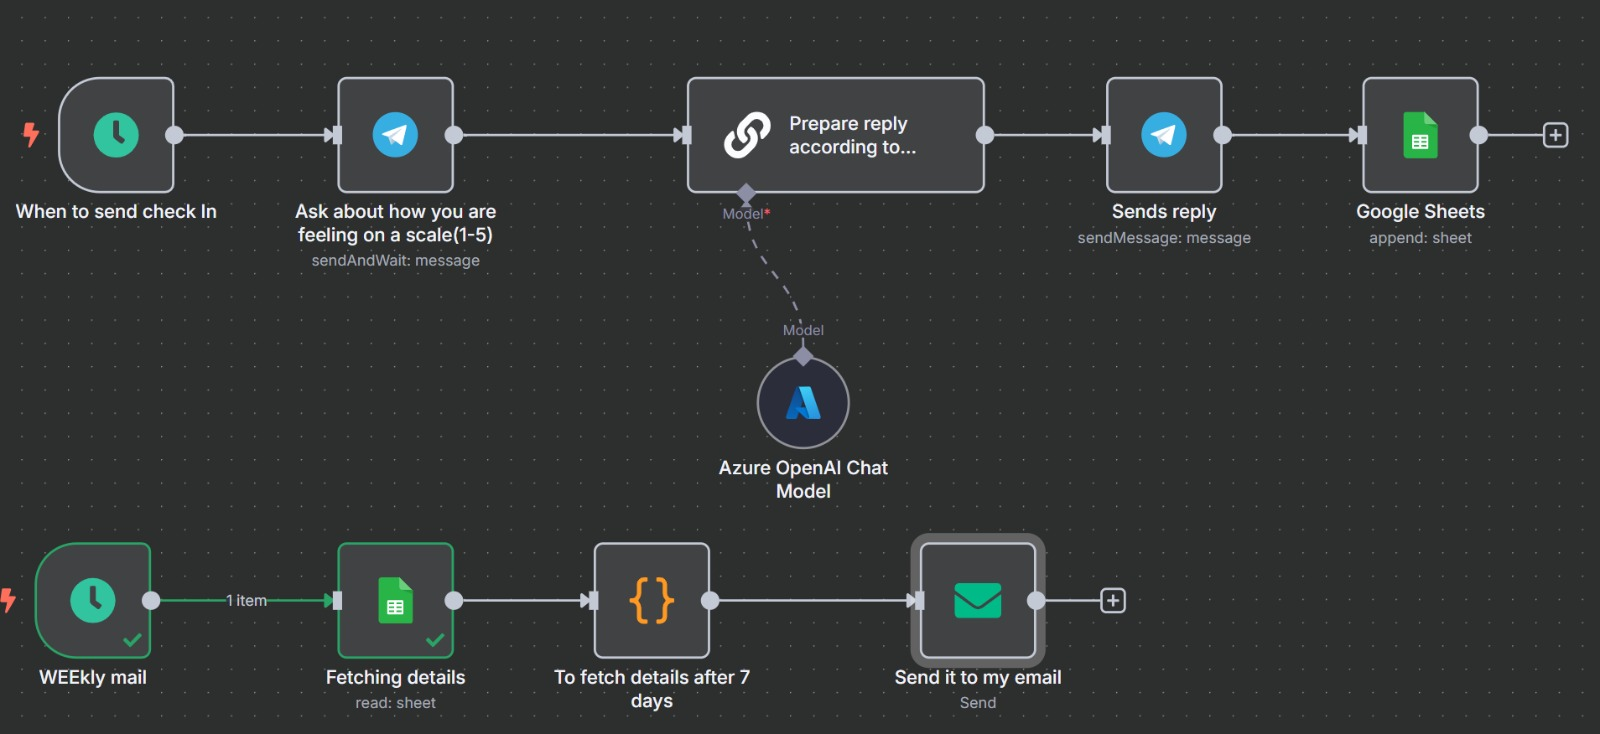 Prepare reply
according to...
When to send check In
Ask about how you are
feeling on a scale(1-5)
sendAndWait: message
Model*
Sends reply
sendMessage: message
Google Sheets
append: sheet
Model
Azure OpenAI Chat
Model
1 item
{}
WEEkly mail
Fetching details
read: sheet
To fetch details after 7
days
Send it to my email
Send